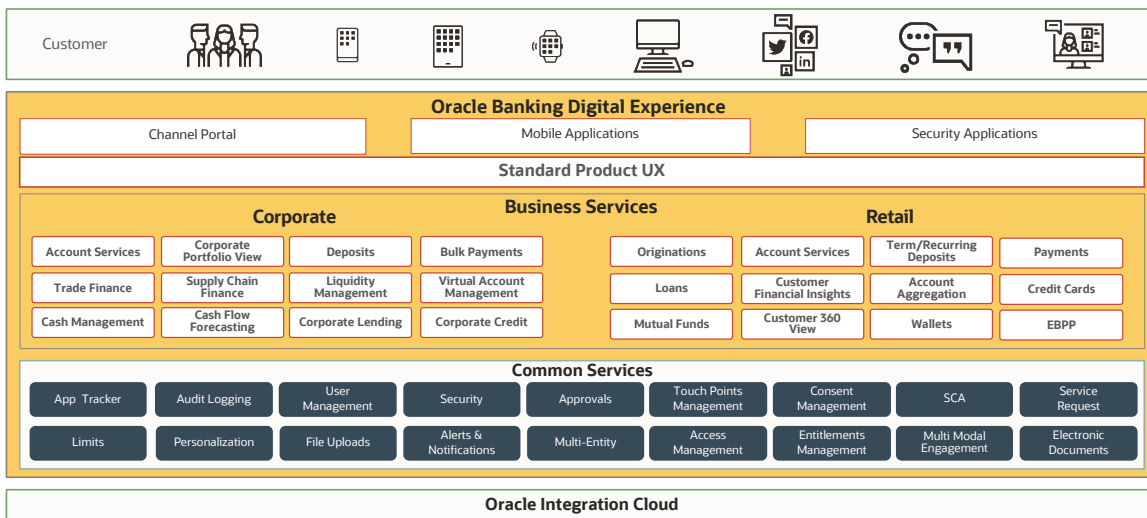 Customer
in
Oracle Banking Digital Experience
Channel Portal
Mobile Applications
Security Applications
Standard Product UX
Business Services
Corporate
Retail
Account Services
Corporate
Portfolio View
Deposits
Bulk Payments
Originations
Account Services
Term/Recurring
Deposits
Payments
Trade Finance
Supply Chain
Finance
Liquidity
Management
Virtual Account
Management
Loans
Customer
Financial Insights
Account
Aggregation
Credit Cards
Cash Management
Cash Flow
Forecasting
Corporate Lending
Corporate Credit
Mutual Funds
Customer 360
View
Wallets
EBPP
Common Services
App Tracker
Audit Logging
User
Management
Security
Approvals
Touch Points
Management
Consent
Management
SCA
Service
Request
Limits
Personalization
File Uploads
Alerts &
Notifications
Multi-Entity
Access
Management
Entitlements
Management
Multi Modal
Engagement
Electronic
Documents
Oracle Integration Cloud